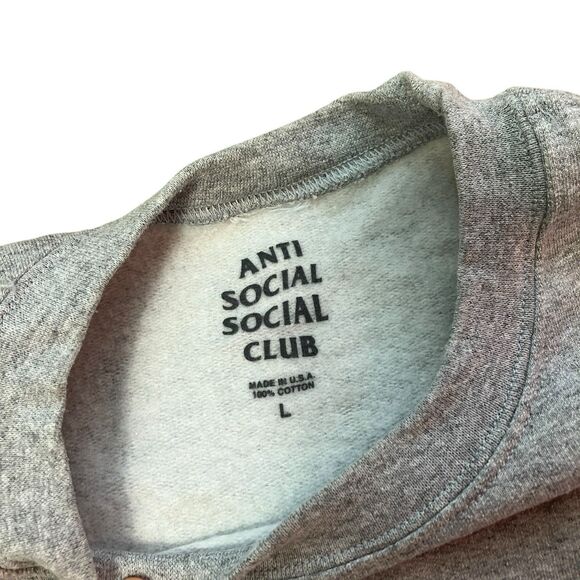 ANTI
SOCIAL
SOCIAL
CLUB
MADE IN U.S.A.
100% COTTON
L